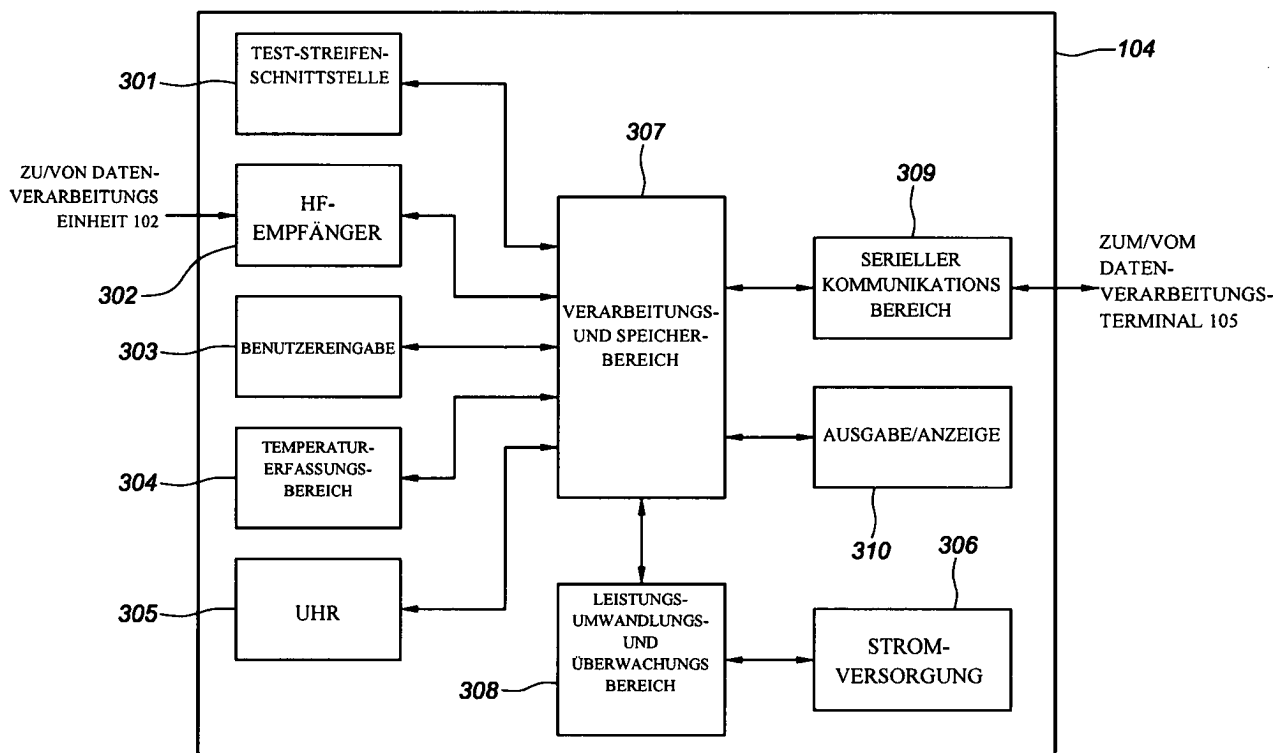 TEST-STREIFEN-
SCHNITTSTELLE
301
104
307
ZU/VON DATEN-
VERARBEITUNGS
EINHEIT 102
HF-
EMPFÄNGER
302
309
SERIELLER
KOMMUNIKATIONS
BEREICH
ZUM/VOM
DATEN-
VERARBEITUNGS-
TERMINAL 105
303
BENUTZEREINGABE
VERARBEITUNGS-
UND SPEICHER-
BEREICH
304
TEMPERATUR-
ERFASSUNGS-
BEREICH
AUSGABE/ANZEIGE
310
306
305
UHR
LEISTUNGS-
UMWANDLUNGS-
UND
ÜBERWACHUNGS
BEREICH
308
STROM-
VERSORGUNG